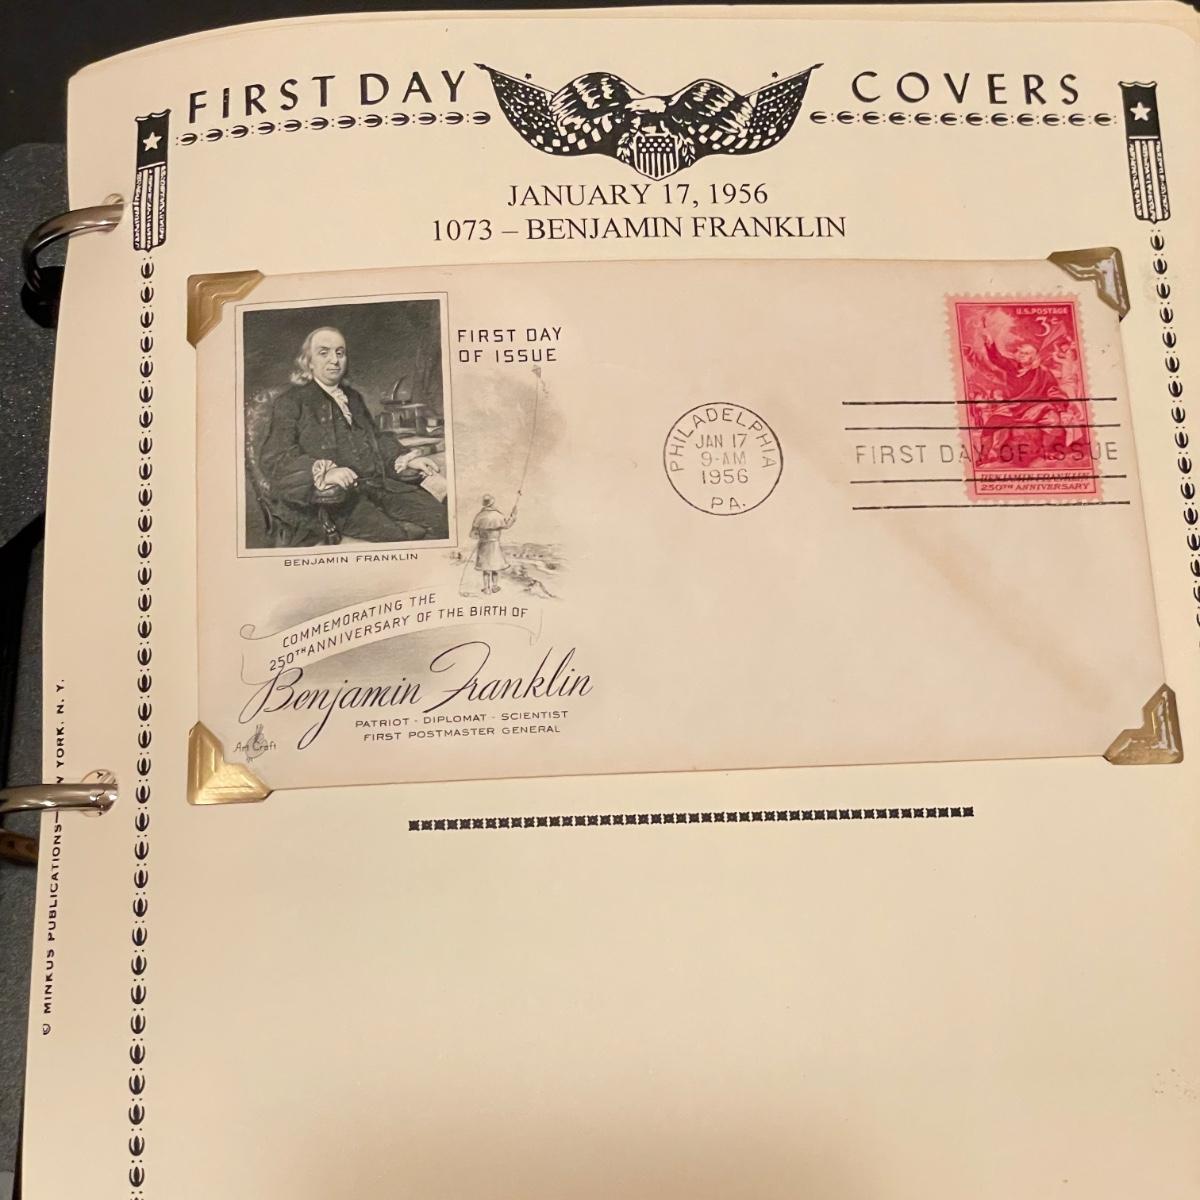 FIRST DAY COVERS
JANUARY 17, 1956
1073 – BENJAMIN FRANKLIN
FIRST DAY
OF ISSUE
BENJAMIN FRANKLIN
COMMEMORATING THE
250TH ANNIVERSARY OF THE BIRTH OF
Benjamin Franklin
PATRIOT - DIPLOMAT - SCIENTIST
FIRST POSTMASTER GENERAL
Art Craft
PHILADELPHIA
JAN 17
9-AM
1956
PA.
U.S. POSTAGE
3¢
FIRST DAY OF ISSUE
BENJAMIN FRANKLIN
250TH ANNIVERSARY
© MINKUS PUBLICATIONS— YORK, N. Y.